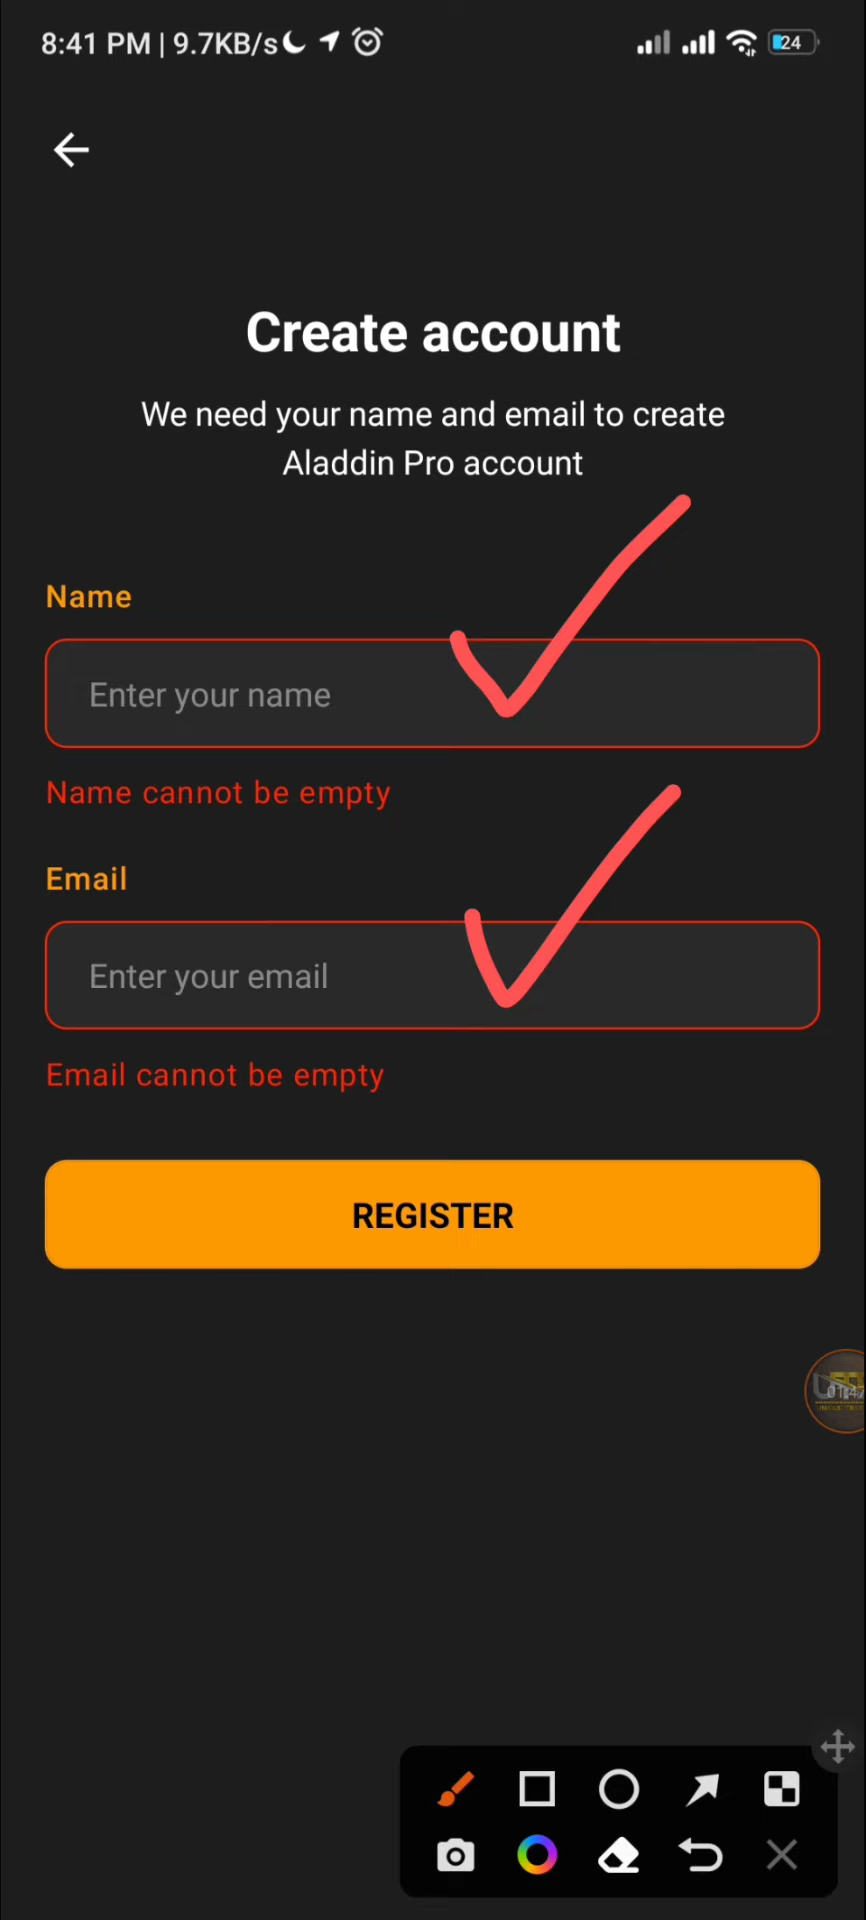 8:41 PM | 9.7KB/s
24
Create account
We need your name and email to create
Aladdin Pro account
Name
Enter your name
Name cannot be empty
Email
Enter your email
Email cannot be empty
REGISTER